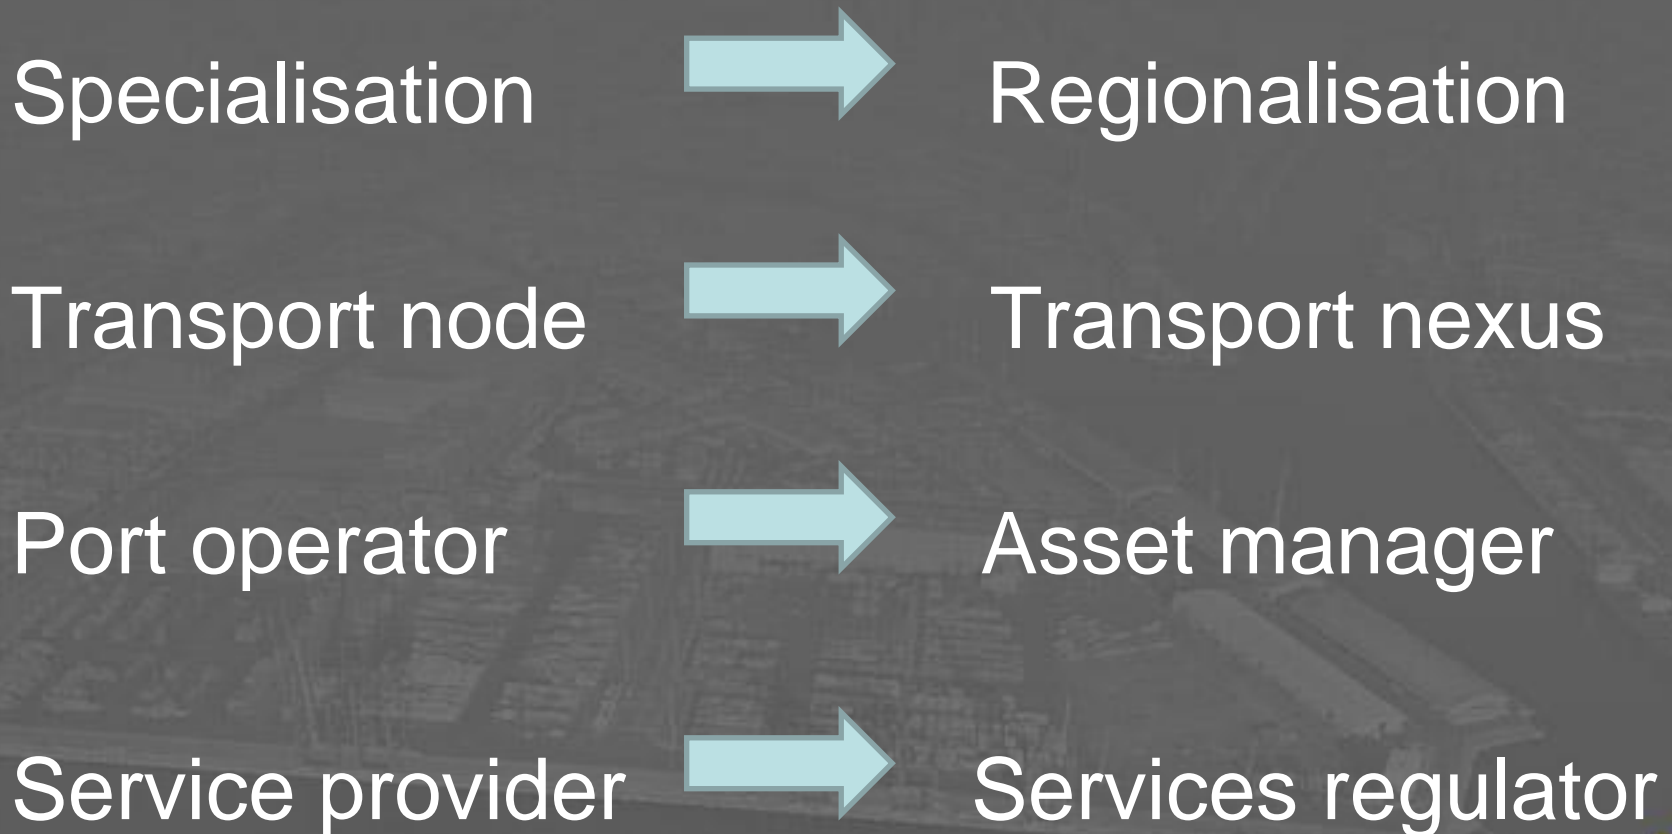 Specialisation Regionalisation
Transport node Transport nexus
Port operator Asset manager
Service provider Services regulator